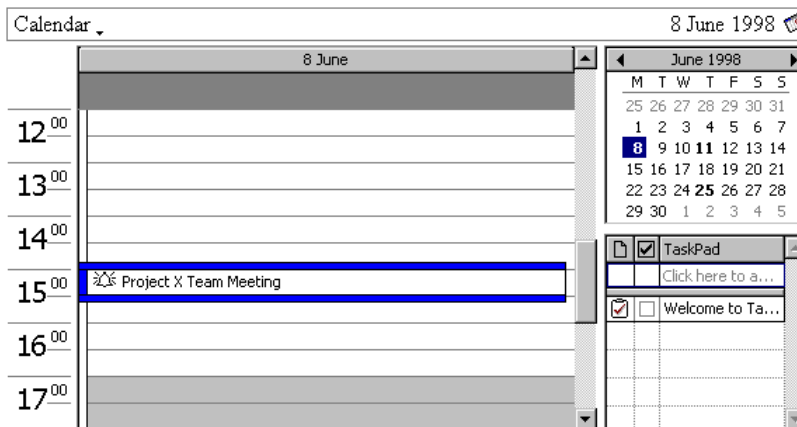 Calendar
8 June 1998
8 June
12 00
13 00
14 00
15 00
Project X Team Meeting
16 00
17 00
June 1998
M T W T F S S
25 26 27 28 29 30 31
1 2 3 4 5 6 7
8 9 10 11 12 13 14
15 16 17 18 19 20 21
22 23 24 25 26 27 28
29 30 1 2 3 4 5
TaskPad
Click here to a...
Welcome to Ta...